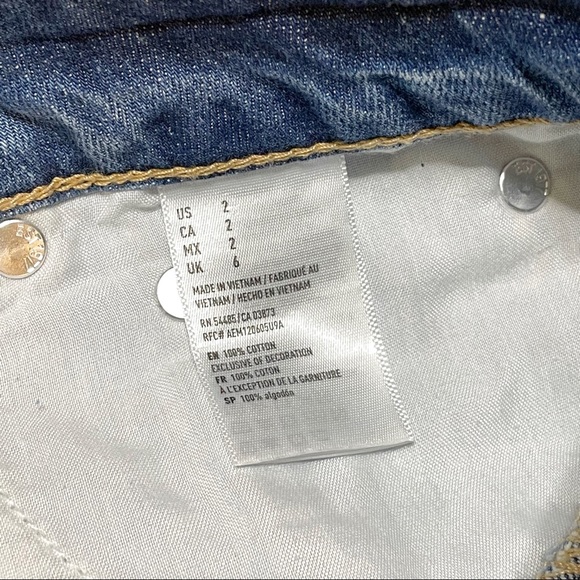 US 2
CA 2
MX 2
UK 6
MADE IN VIETNAM / FABRIQUÉ AU
VIETNAM / HECHO EN VIETNAM
RN 54485/CA 03873
RFC# AEM120605U9A
EN 100% COTTON
EXCLUSIVE OF DECORATION
FR 100% COTON
À L'EXCEPTION DE LA GARNITURE
SP 100% algodón